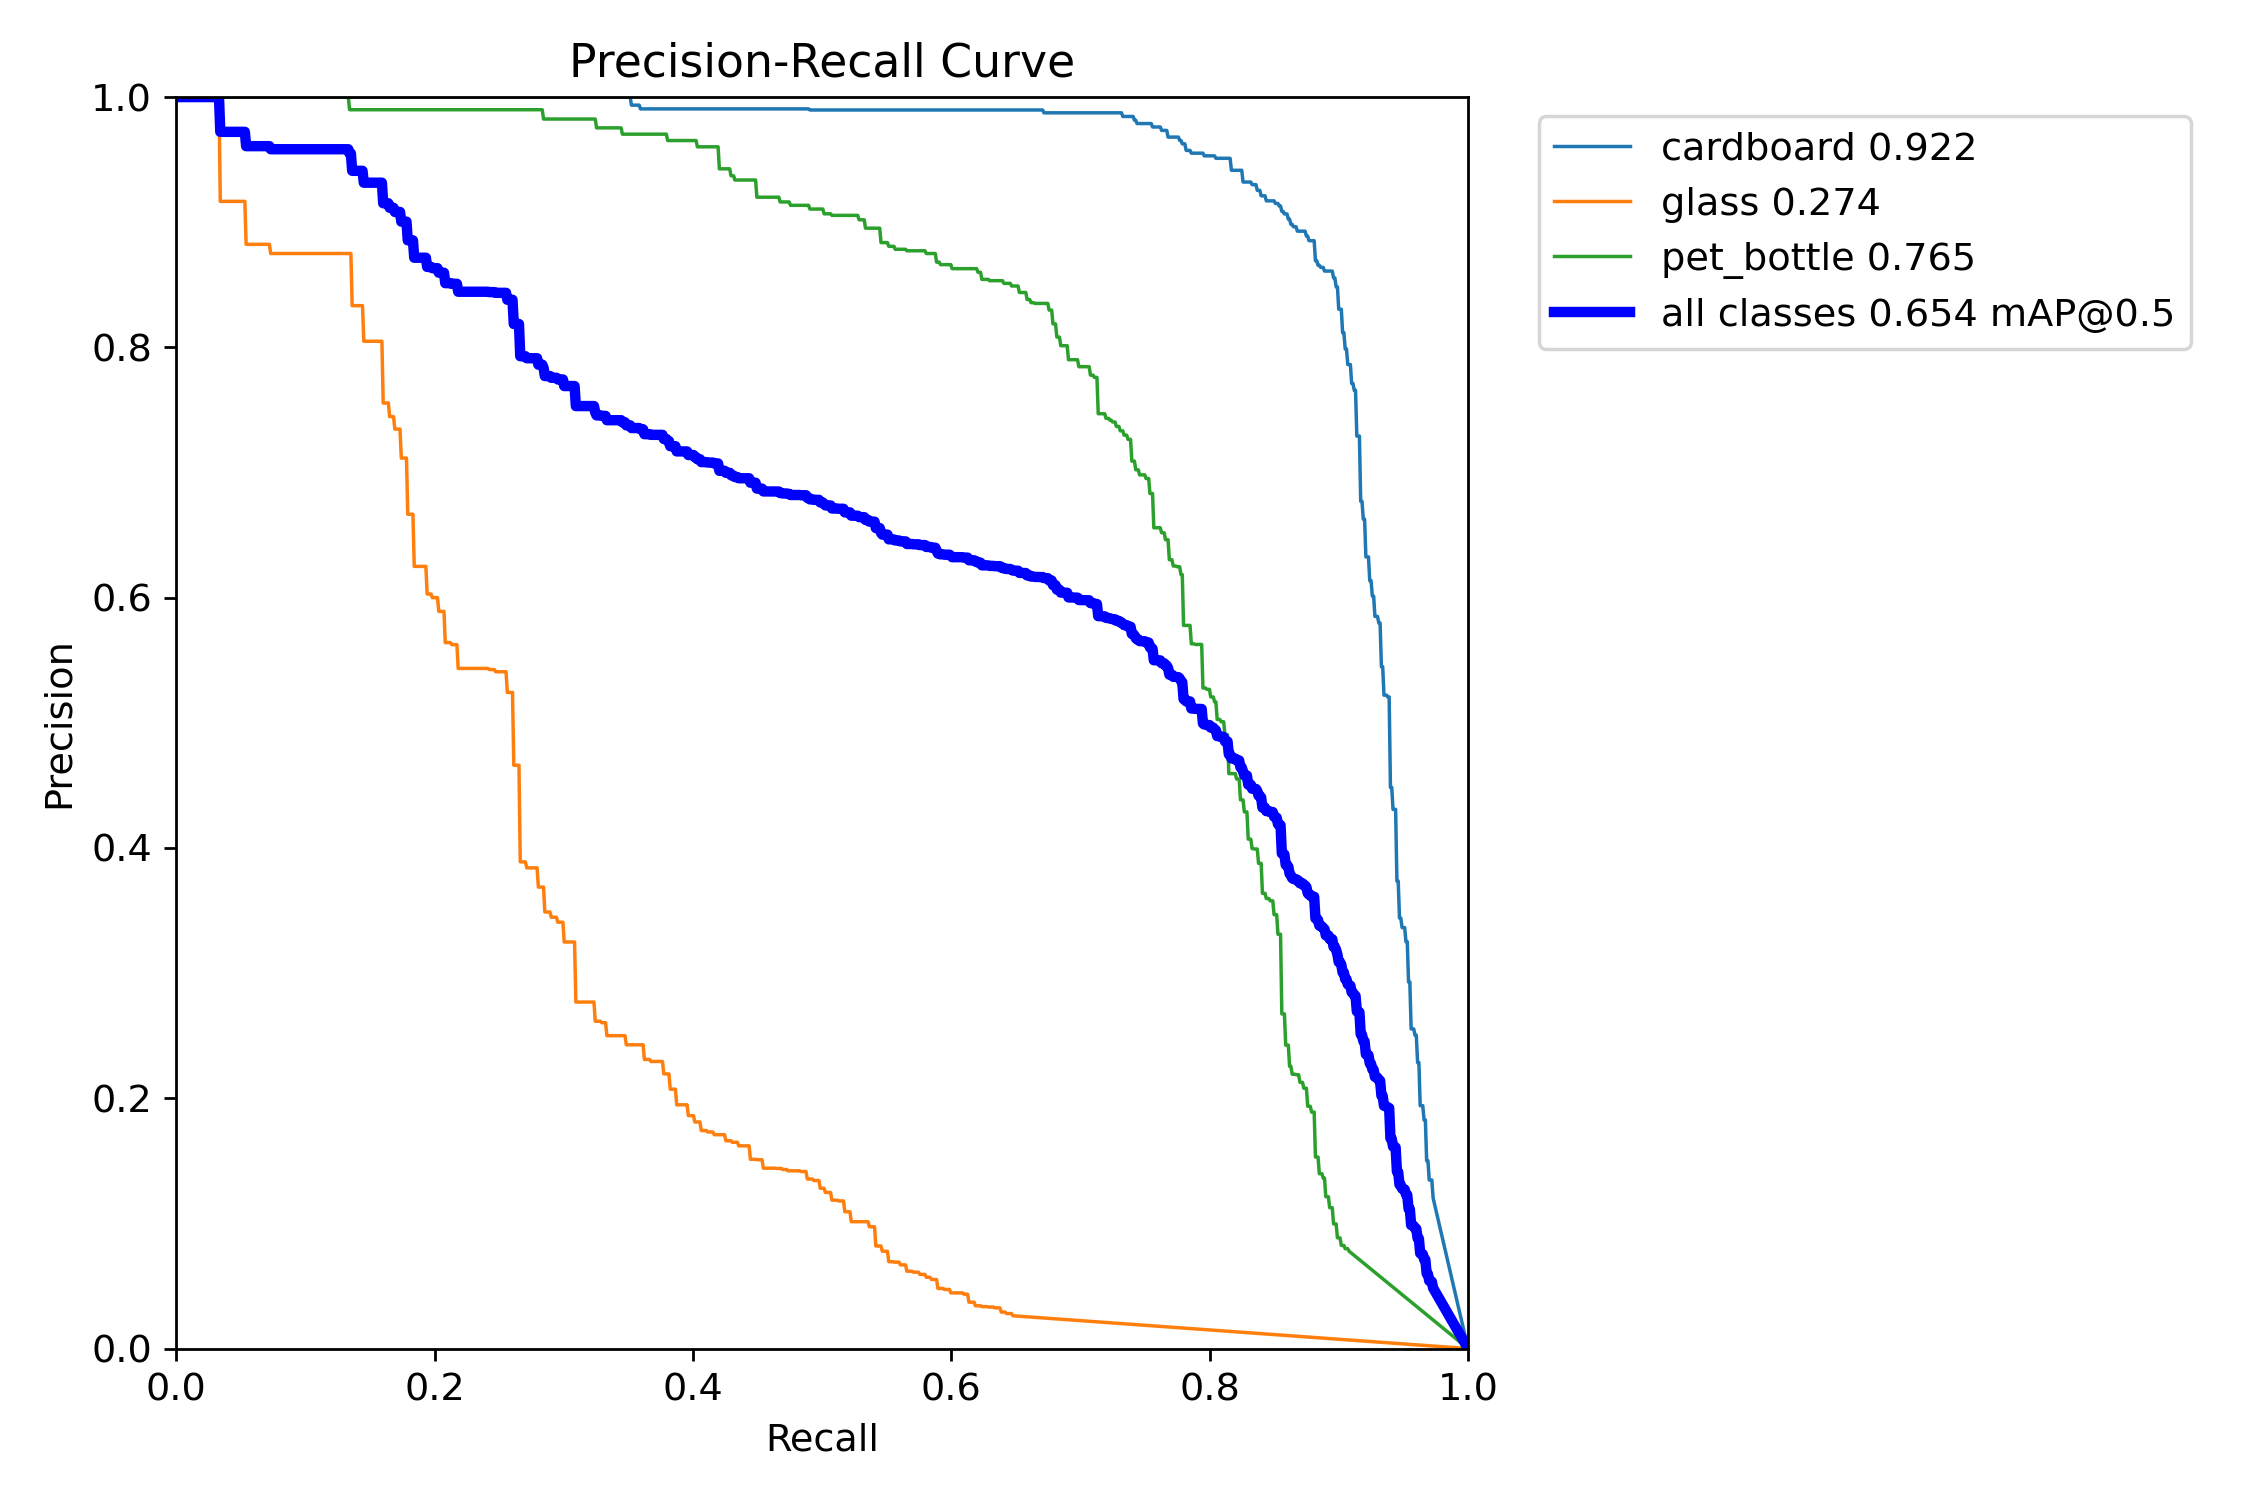 Precision-Recall Curve
1.0
0.8
0.6
0.4
0.2
0.0
Precision
0.0 0.2 0.4 0.6 0.8 1.0
Recall
cardboard 0.922
glass 0.274
pet_bottle 0.765
all classes 0.654 mAP@0.5